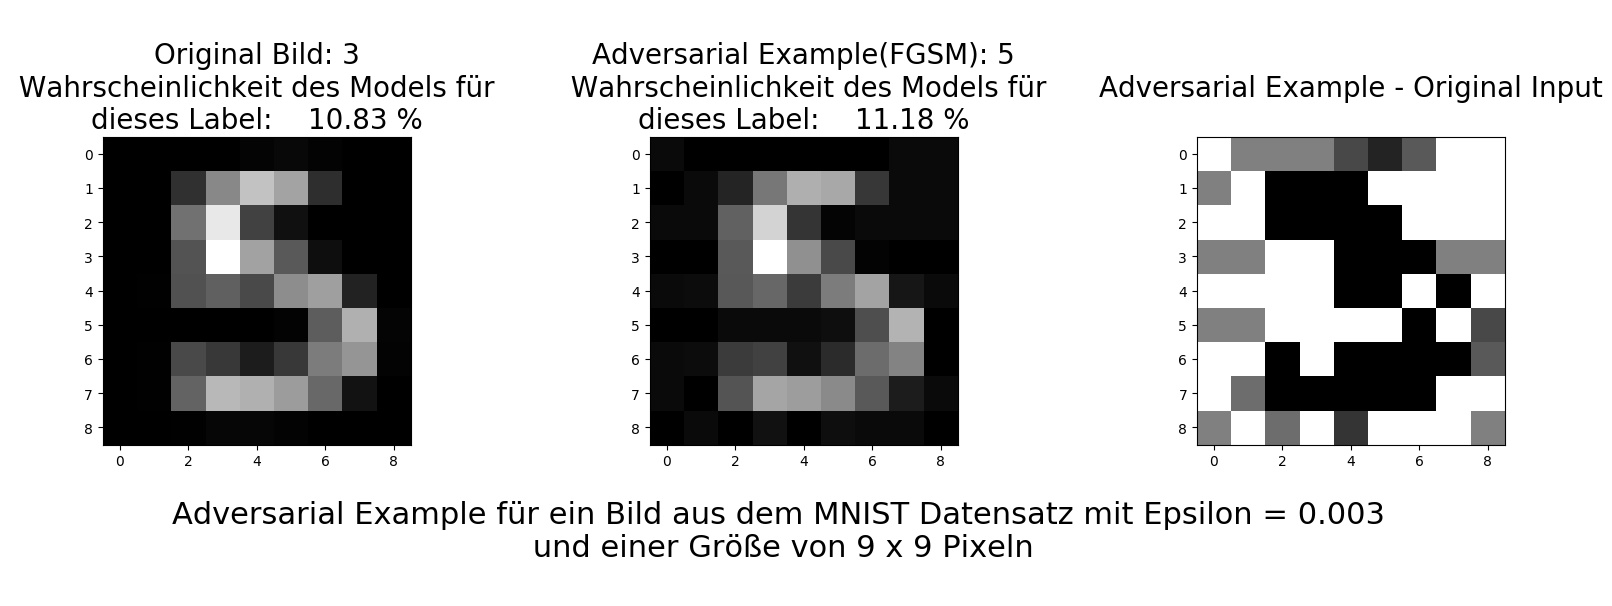 Original Bild: 3
Wahrscheinlichkeit des Models für
dieses Label:    10.83 %
0
1
2
3
4
5
6
7
8
0 2 4 6 8
Adversarial Example(FGSM): 5
Wahrscheinlichkeit des Models für
dieses Label:    11.18 %
0
1
2
3
4
5
6
7
8
0 2 4 6 8
Adversarial Example - Original Input
0
1
2
3
4
5
6
7
8
0 2 4 6 8
Adversarial Example für ein Bild aus dem MNIST Datensatz mit Epsilon = 0.003
und einer Größe von 9 x 9 Pixeln